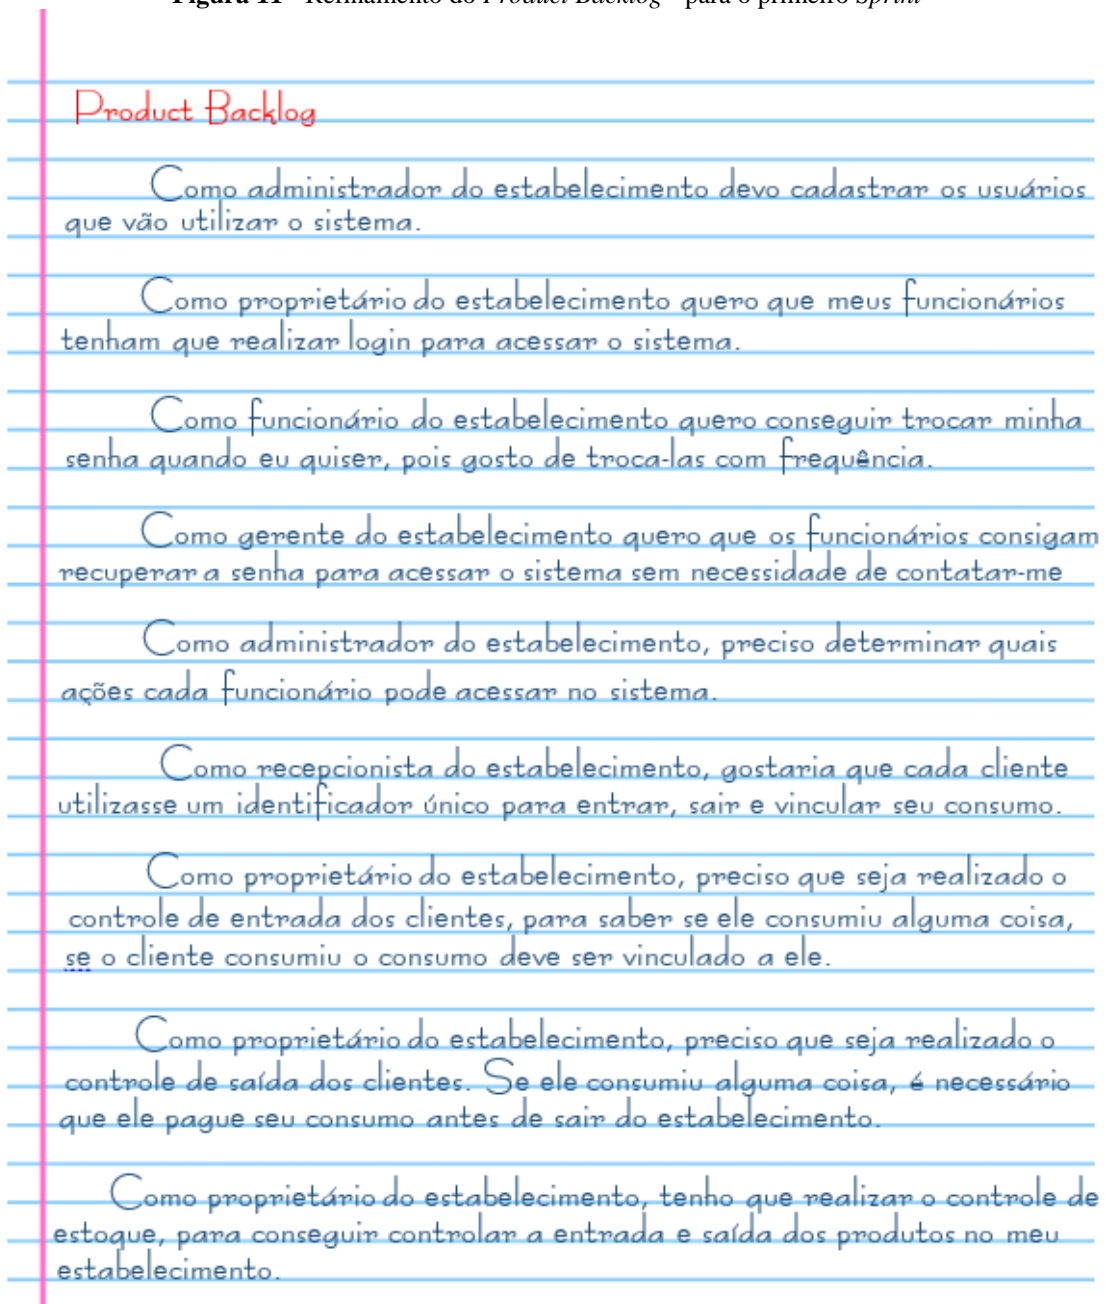 Figura 11 - Refinamento do Product Backlog - para o primeiro Sprint
Product Backlog
Como administrador do estabelecimento devo cadastrar os usuários
que vão utilizar o sistema.
Como proprietário do estabelecimento quero que meus funcionários
tenham que realizar login para acessar o sistema.
Como funcionário do estabelecimento quero conseguir trocar minha
senha quando eu quiser, pois gosto de troca-las com frequência.
Como gerente do estabelecimento quero que os funcionários consigam
recuperar a senha para acessar o sistema sem necessidade de contatar-me
Como administrador do estabelecimento, preciso determinar quais
ações cada funcionário pode acessar no sistema.
Como recepcionista do estabelecimento, gostaria que cada cliente
utilizasse um identificador único para entrar, sair e vincular seu consumo.
Como proprietário do estabelecimento, preciso que seja realizado o
controle de entrada dos clientes, para saber se ele consumiu alguma coisa,
se o cliente consumiu o consumo deve ser vinculado a ele.
Como proprietário do estabelecimento, preciso que seja realizado o
controle de saída dos clientes. Se ele consumiu alguma coisa, é necessário
que ele pague seu consumo antes de sair do estabelecimento.
Como proprietário do estabelecimento, tenho que realizar o controle de
estoque, para conseguir controlar a entrada e saída dos produtos no meu
estabelecimento.